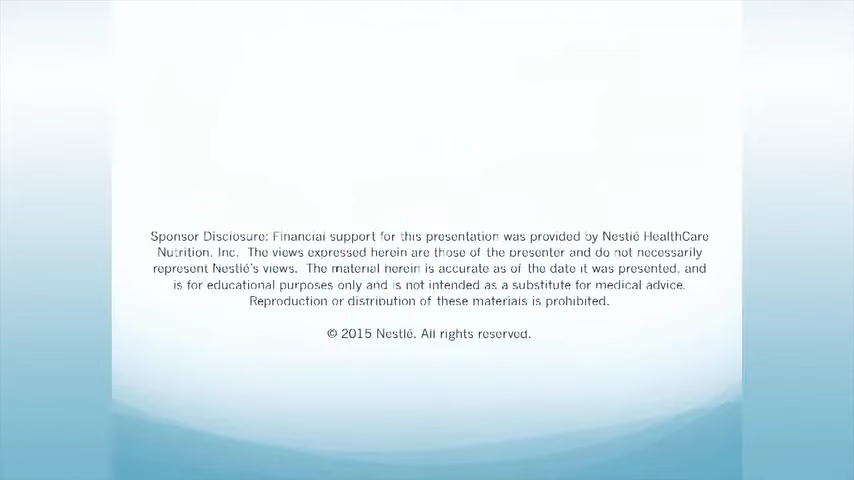 Sponsor Disclosure: Financial support for this presentation was provided by Nestlé HealthCare
Nutrition, Inc. The views expressed herein are those of the presenter and do not necessarily
represent Nestlé's views. The material herein is accurate as of the date it was presented, and
is for educational purposes only and is not intended as a substitute for medical advice.
Reproduction or distribution of these materials is prohibited.
© 2015 Nestlé. All rights reserved.